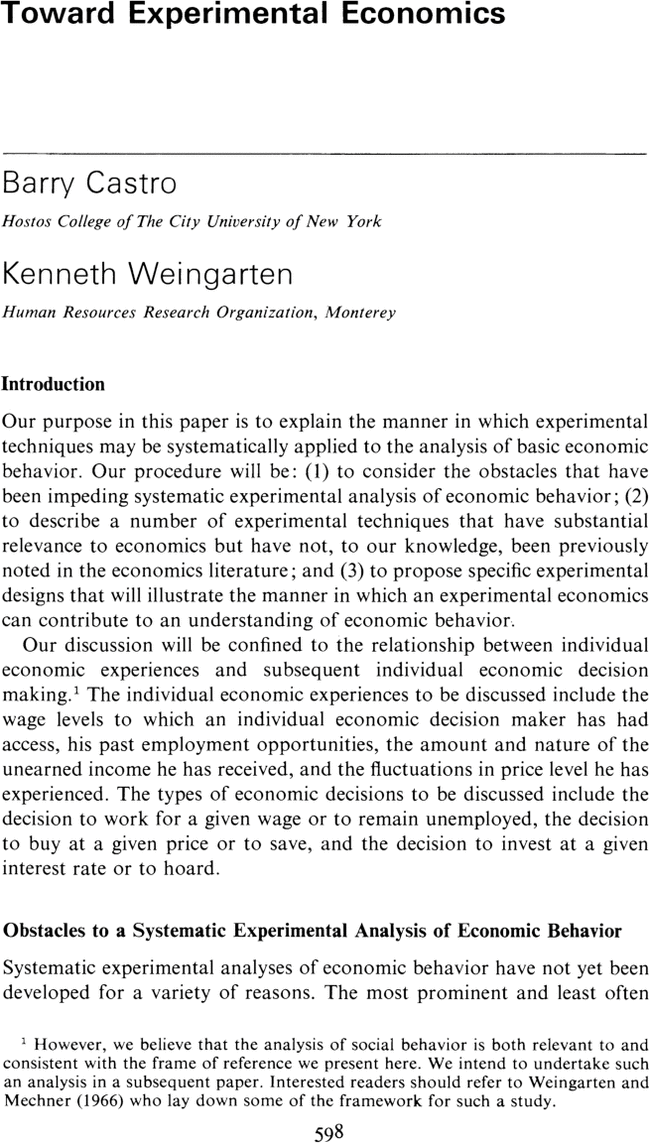 Toward Experimental Economics
Barry Castro
Hostos College of The City University of New York
Kenneth Weingarten
Human Resources Research Organization, Monterey
Introduction
Our purpose in this paper is to explain the manner in which experimental
techniques may be systematically applied to the analysis of basic economic
behavior. Our procedure will be: (1) to consider the obstacles that have
been impeding systematic experimental analysis of economic behavior; (2)
to describe a number of experimental techniques that have substantial
relevance to economics but have not, to our knowledge, been previously
noted in the economics literature; and (3) to propose specific experimental
designs that will illustrate the manner in which an experimental economics
can contribute to an understanding of economic behavior.
Our discussion will be confined to the relationship between individual
economic experiences and subsequent individual economic decision
making.¹ The individual economic experiences to be discussed include the
wage levels to which an individual economic decision maker has had
access, his past employment opportunities, the amount and nature of the
unearned income he has received, and the fluctuations in price level he has
experienced. The types of economic decisions to be discussed include the
decision to work for a given wage or to remain unemployed, the decision
to buy at a given price or to save, and the decision to invest at a given
interest rate or to hoard.
Obstacles to a Systematic Experimental Analysis of Economic Behavior
Systematic experimental analyses of economic behavior have not yet been
developed for a variety of reasons. The most prominent and least often
¹ However, we believe that the analysis of social behavior is both relevant to and
consistent with the frame of reference we present here. We intend to undertake such
an analysis in a subsequent paper. Interested readers should refer to Weingarten and
Mechner (1966) who lay down some of the framework for such a study.
598